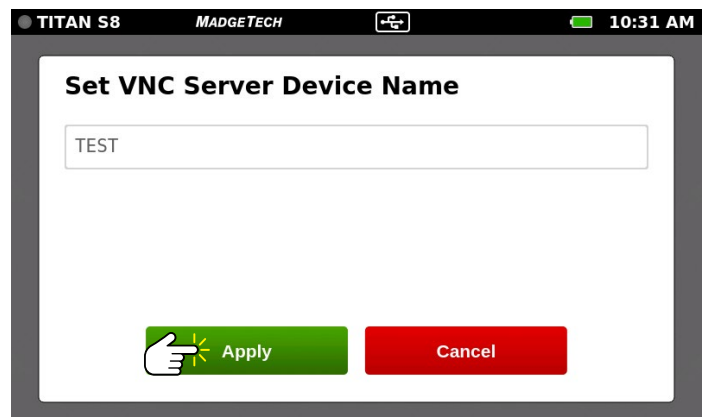 TITAN S8 MADGETECH 10:31 AM
Set VNC Server Device Name
TEST
Apply Cancel